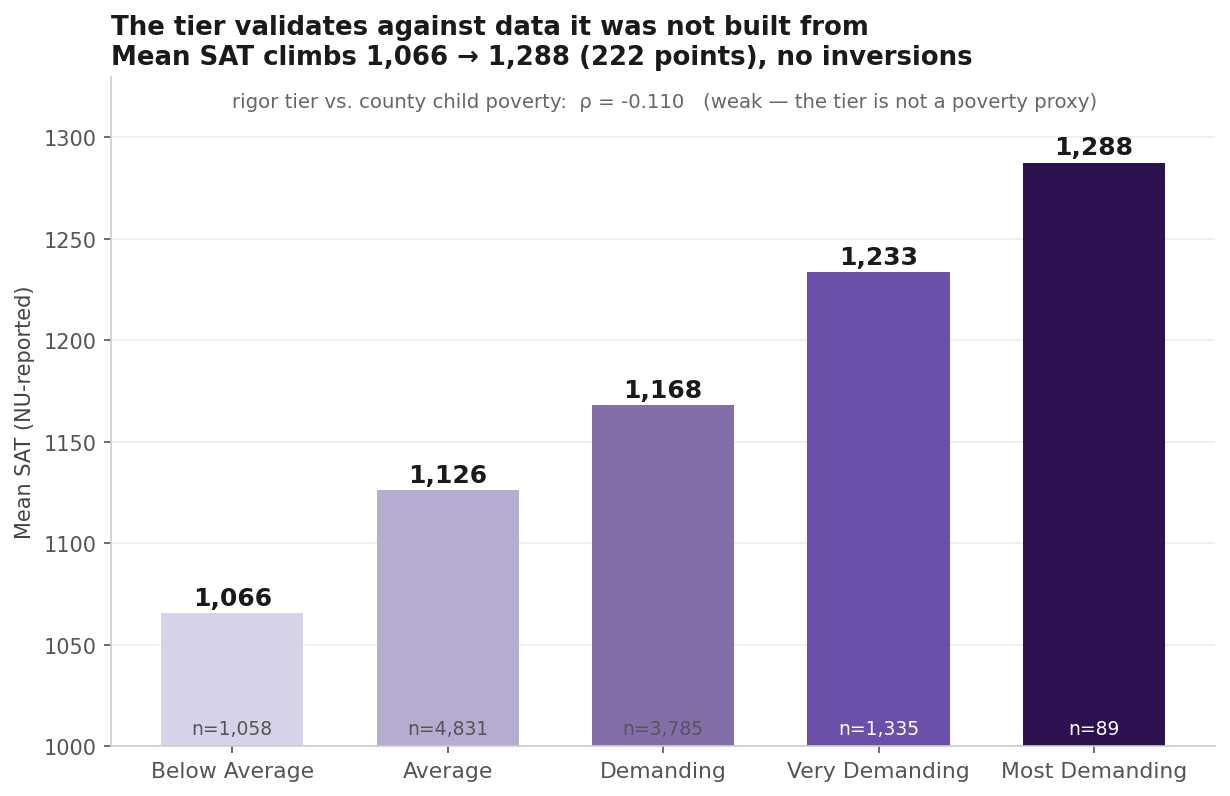 The tier validates against data it was not built from
Mean SAT climbs 1,066 → 1,288 (222 points), no inversions
rigor tier vs. county child poverty:  ρ = -0.110   (weak — the tier is not a poverty proxy)
Mean SAT (NU-reported)
1300
1250
1200
1150
1100
1050
1000
1,066
1,126
1,168
1,233
1,288
n=1,058
n=4,831
n=3,785
n=1,335
n=89
Below Average
Average
Demanding
Very Demanding
Most Demanding